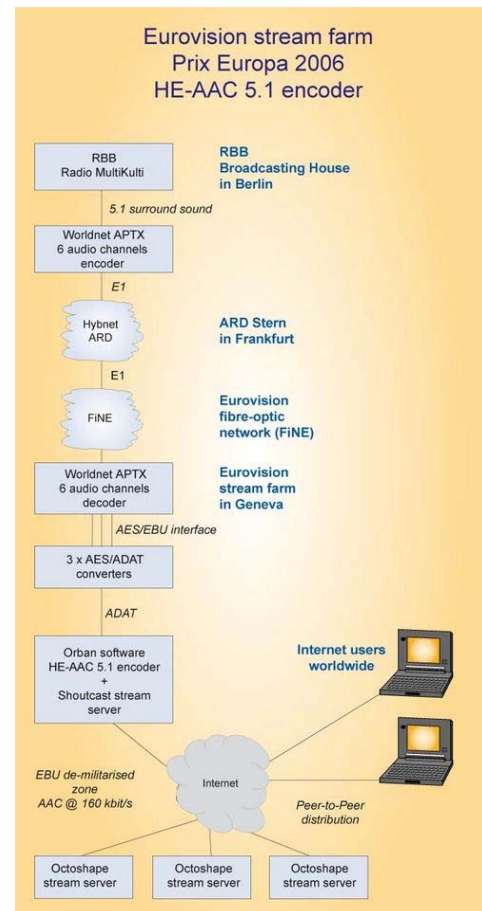 Eurovision stream farm
Prix Europa 2006
HE-AAC 5.1 encoder
RBB
Radio MultiKulti
RBB
Broadcasting House
in Berlin
5.1 surround sound
Worldnet APTX
6 audio channels
encoder
E1
Hybnet
ARD
ARD Stern
in Frankfurt
E1
FiNE
Eurovision
fibre-optic
network (FiNE)
Worldnet APTX
6 audio channels
decoder
Eurovision
stream farm
in Geneva
AES/EBU interface
3 x AES/ADAT
converters
ADAT
Orban software
HE-AAC 5.1 encoder
+
Shoutcast stream
server
Internet users
worldwide
EBU de-militarised
zone
AAC @ 160 kbit/s
Internet
Peer-to-Peer
distribution
Octoshape
stream server
Octoshape
stream server
Octoshape
stream server